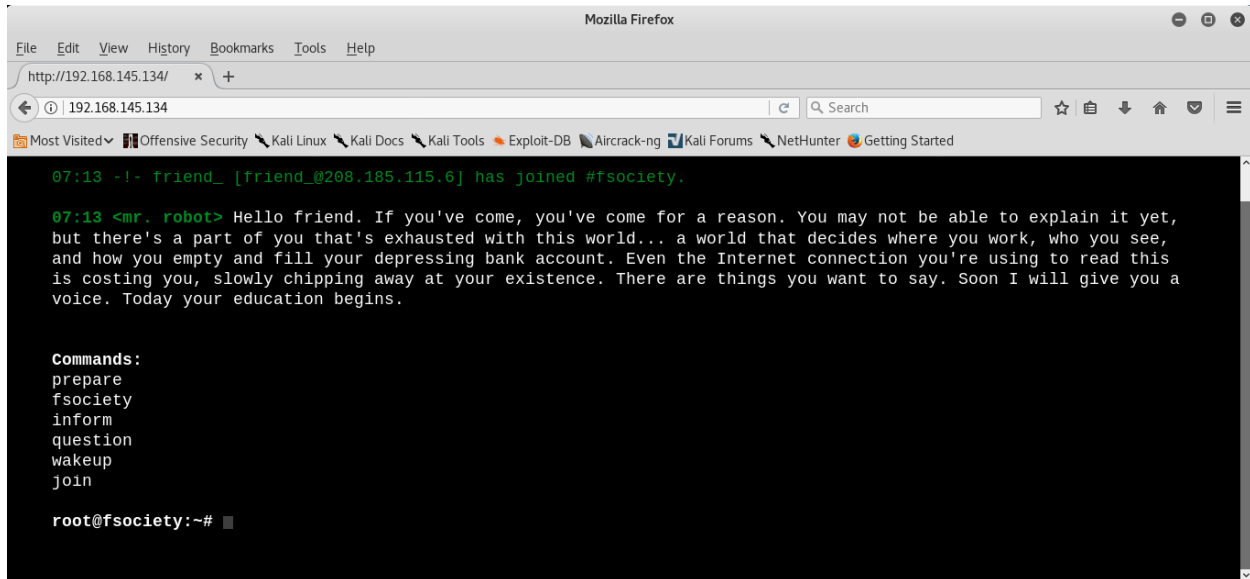 Mozilla Firefox
File Edit View History Bookmarks Tools Help
http://192.168.145.134/ × +
192.168.145.134 Search
Most Visited Offensive Security Kali Linux Kali Docs Kali Tools Exploit-DB Aircrack-ng Kali Forums NetHunter Getting Started
07:13 -!- friend_ [friend_@208.185.115.6] has joined #fsociety.
07:13 <mr. robot> Hello friend. If you've come, you've come for a reason. You may not be able to explain it yet,
but there's a part of you that's exhausted with this world... a world that decides where you work, who you see,
and how you empty and fill your depressing bank account. Even the Internet connection you're using to read this
is costing you, slowly chipping away at your existence. There are things you want to say. Soon I will give you a
voice. Today your education begins.
Commands:
prepare
fsociety
inform
question
wakeup
join
root@fsociety:~#